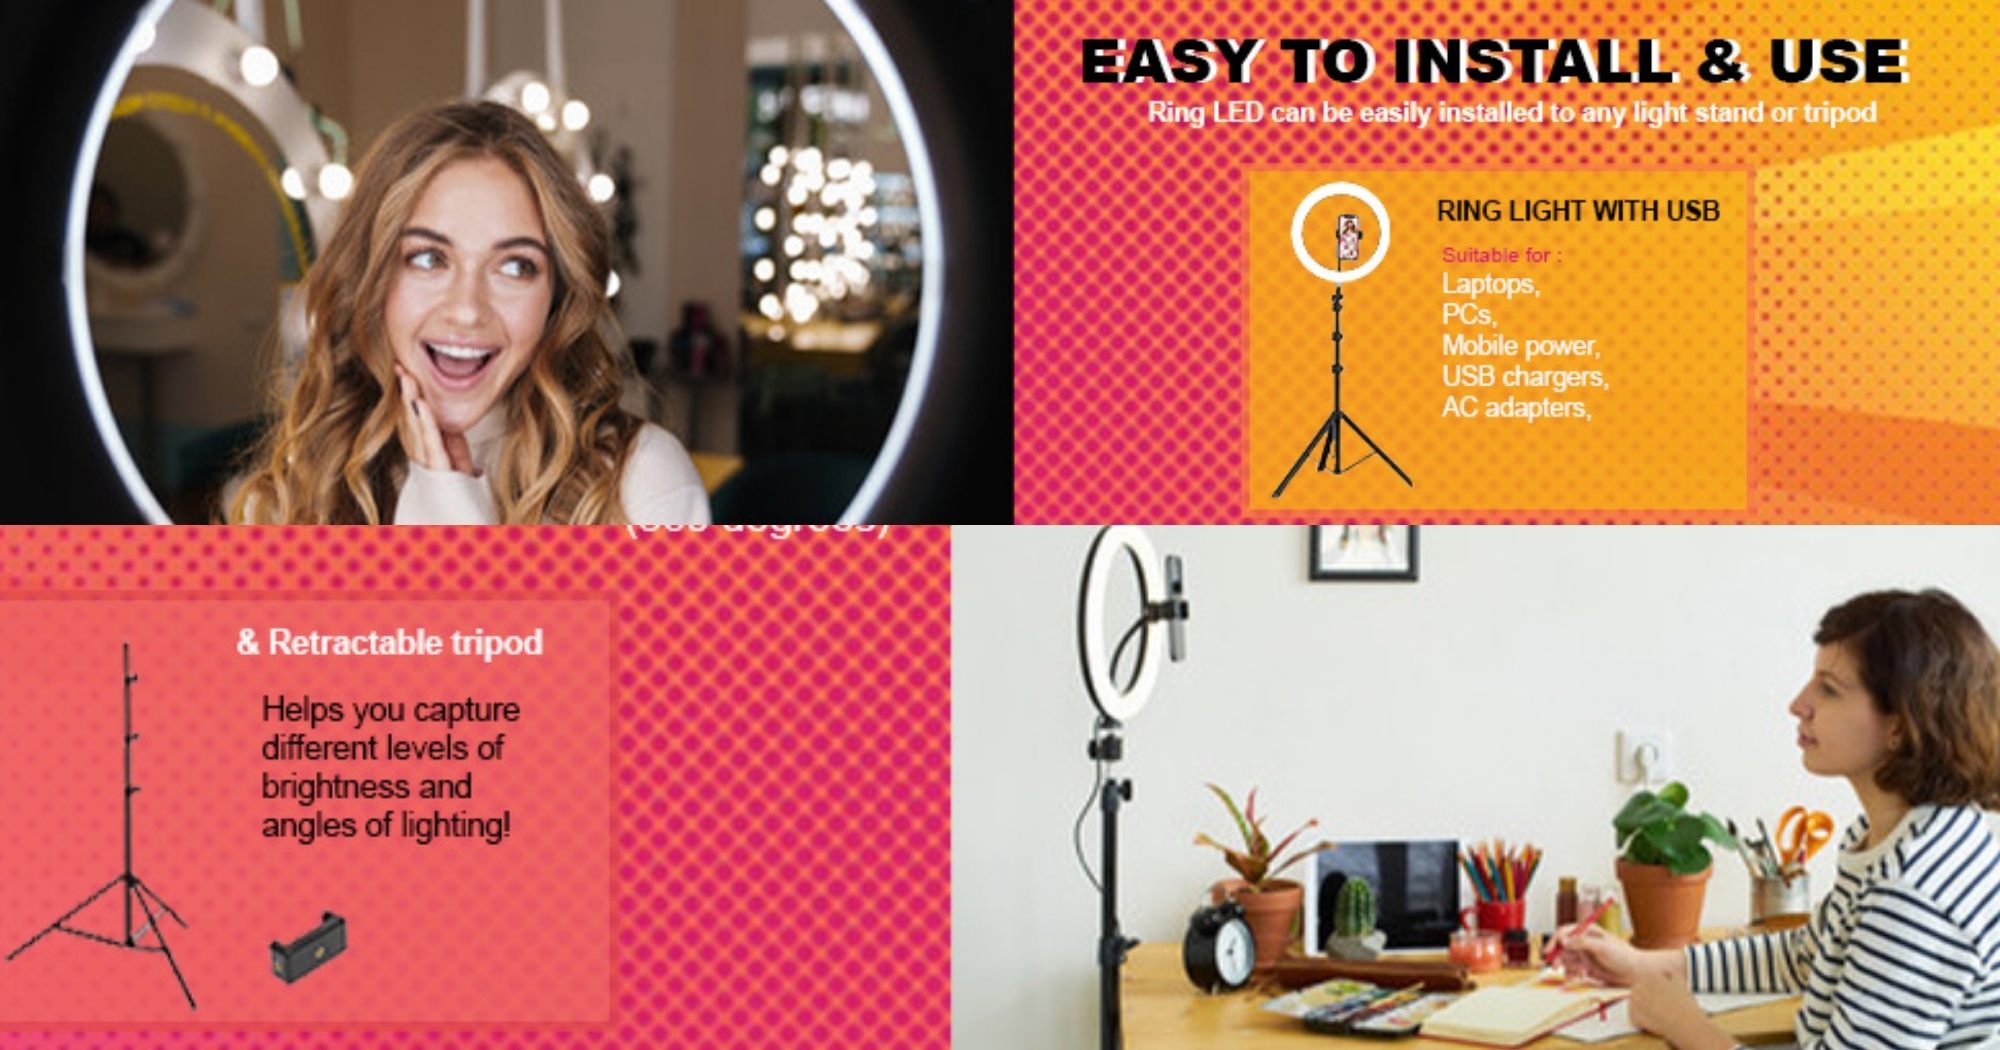 EASY TO INSTALL & USE
Ring LED can be easily installed to any light stand or tripod
RING LIGHT WITH USB
Suitable for :
Laptops,
PCs,
Mobile power,
USB chargers,
AC adapters,
& Retractable tripod
Helps you capture
different levels of
brightness and
angles of lighting!